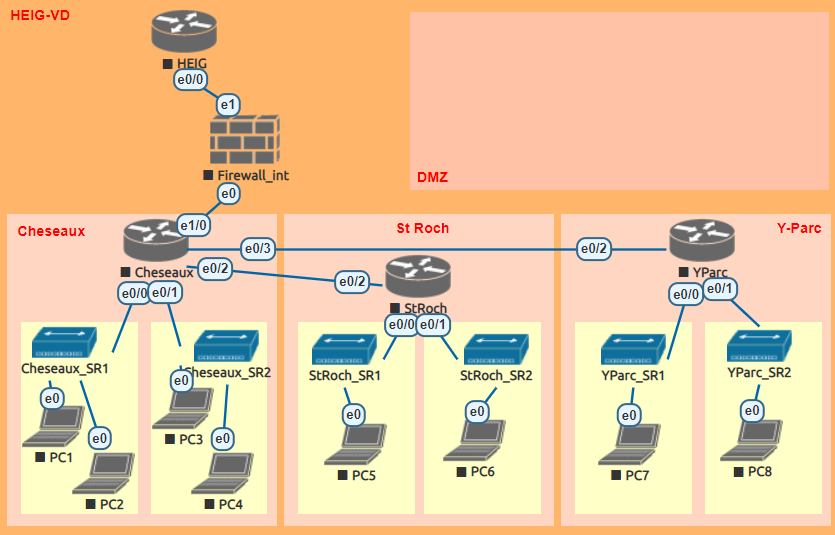 HEIG-VD
HEIG
e0/0
e1
Firewall_int
DMZ
e0
Cheseaux
e1/0
St Roch
Y-Parc
e0/3
e0/2
Cheseaux
e0/2
e0/2
YParc
e0/0
e0/1
StRoch
e0/0
e0/1
e0/0
e0/1
Cheseaux_SR1
Cheseaux_SR2
StRoch_SR1
StRoch_SR2
YParc_SR1
YParc_SR2
e0
e0
e0
e0
e0
e0
e0
e0
PC1
PC2
PC3
PC4
PC5
PC6
PC7
PC8